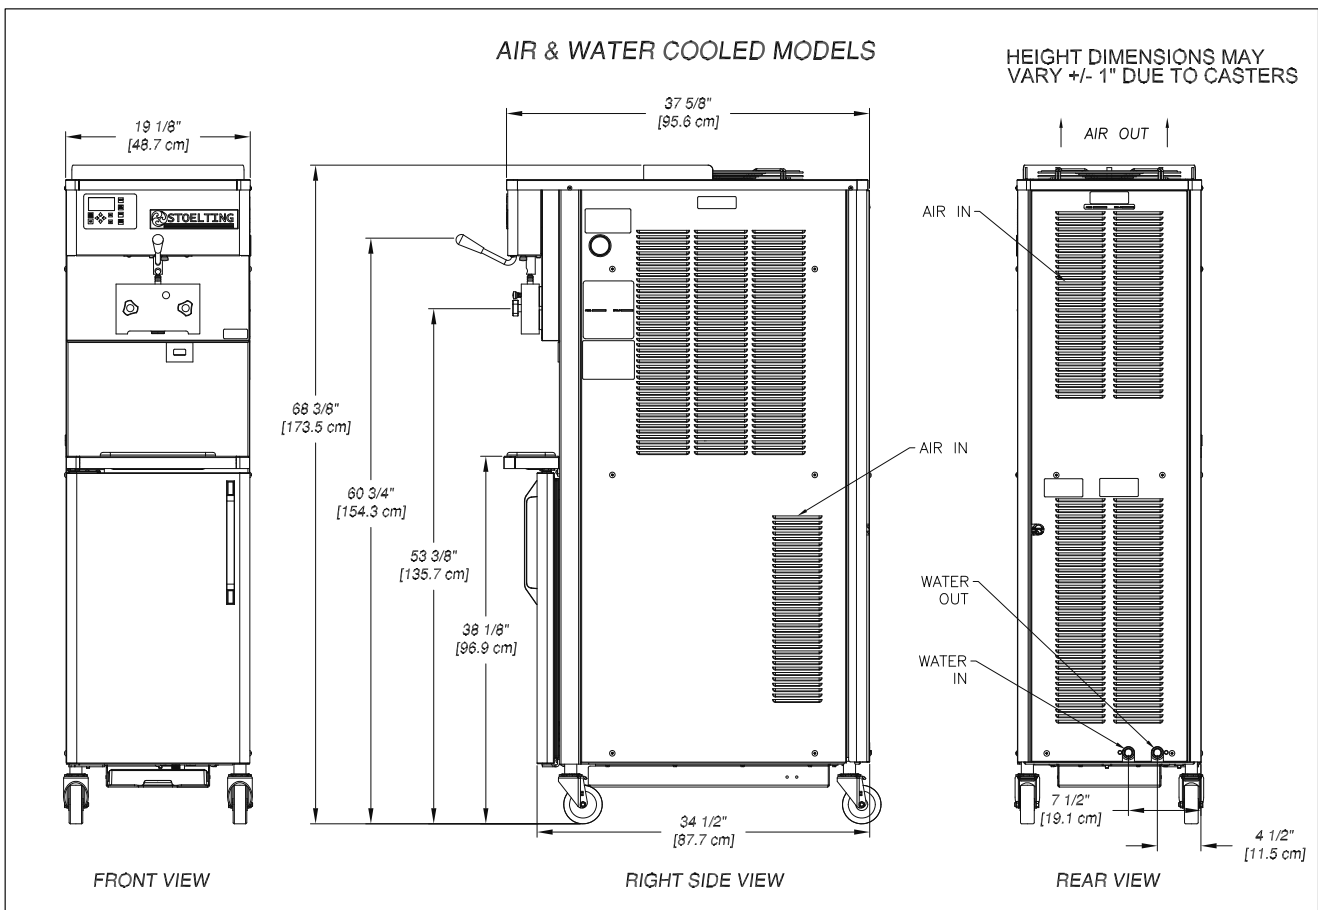 AIR & WATER COOLED MODELS
HEIGHT DIMENSIONS MAY
VARY +/- 1" DUE TO CASTERS
37 5/8"
[95.6 cm]
19 1/8"
[48.7 cm]
AIR OUT
STOELTING
AIR IN
68 3/8"
[173.5 cm]
AIR IN
60 3/4"
[154.3 cm]
53 3/8"
[135.7 cm]
WATER
OUT
38 1/8"
[96.9 cm]
WATER
IN
34 1/2"
[87.7 cm]
7 1/2"
[19.1 cm]
4 1/2"
[11.5 cm]
FRONT VIEW
RIGHT SIDE VIEW
REAR VIEW